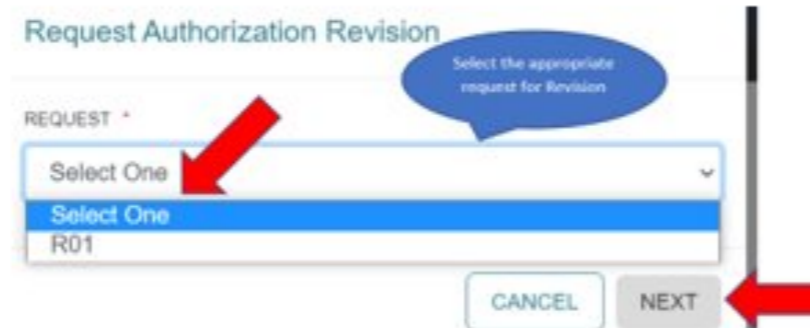 Request Authorization Revision
Select the appropriate
request for Revision
REQUEST *
Select One
Select One
R01
CANCEL
NEXT